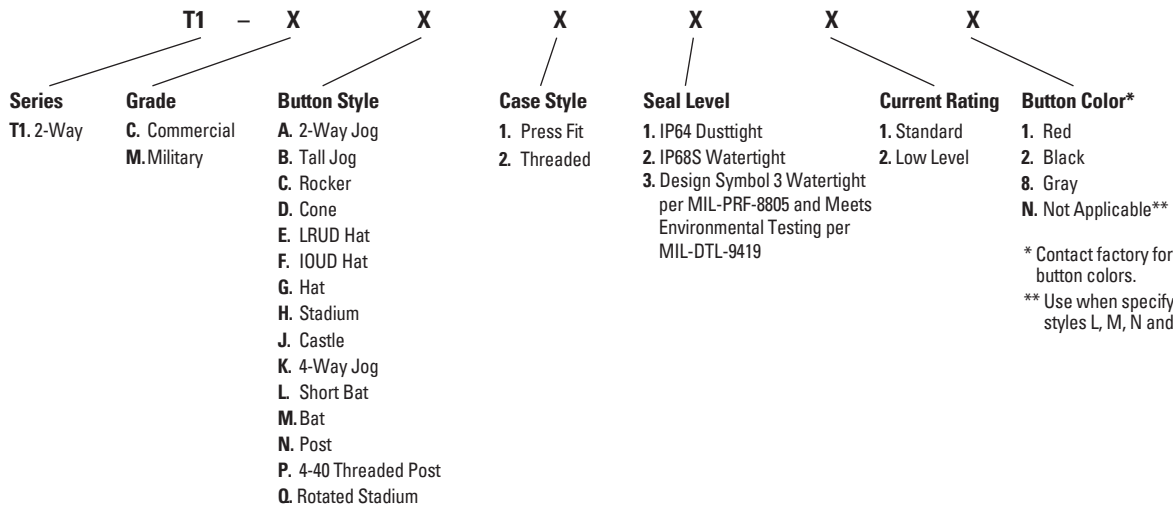 T1 – X X X X X X
Series
T1. 2-Way
Grade
C. Commercial
M. Military
Button Style
A. 2-Way Jog
B. Tall Jog
C. Rocker
D. Cone
E. LRUD Hat
F. IOUD Hat
G. Hat
H. Stadium
J. Castle
K. 4-Way Jog
L. Short Bat
M. Bat
N. Post
P. 4-40 Threaded Post
Q. Rotated Stadium
Case Style
1. Press Fit
2. Threaded
Seal Level
1. IP64 Dusttight
2. IP68S Watertight
3. Design Symbol 3 Watertight
per MIL-PRF-8805 and Meets
Environmental Testing per
MIL-DTL-9419
Current Rating
1. Standard
2. Low Level
Button Color*
1. Red
2. Black
8. Gray
N. Not Applicable**
* Contact factory for
button colors.
** Use when specify
styles L, M, N and